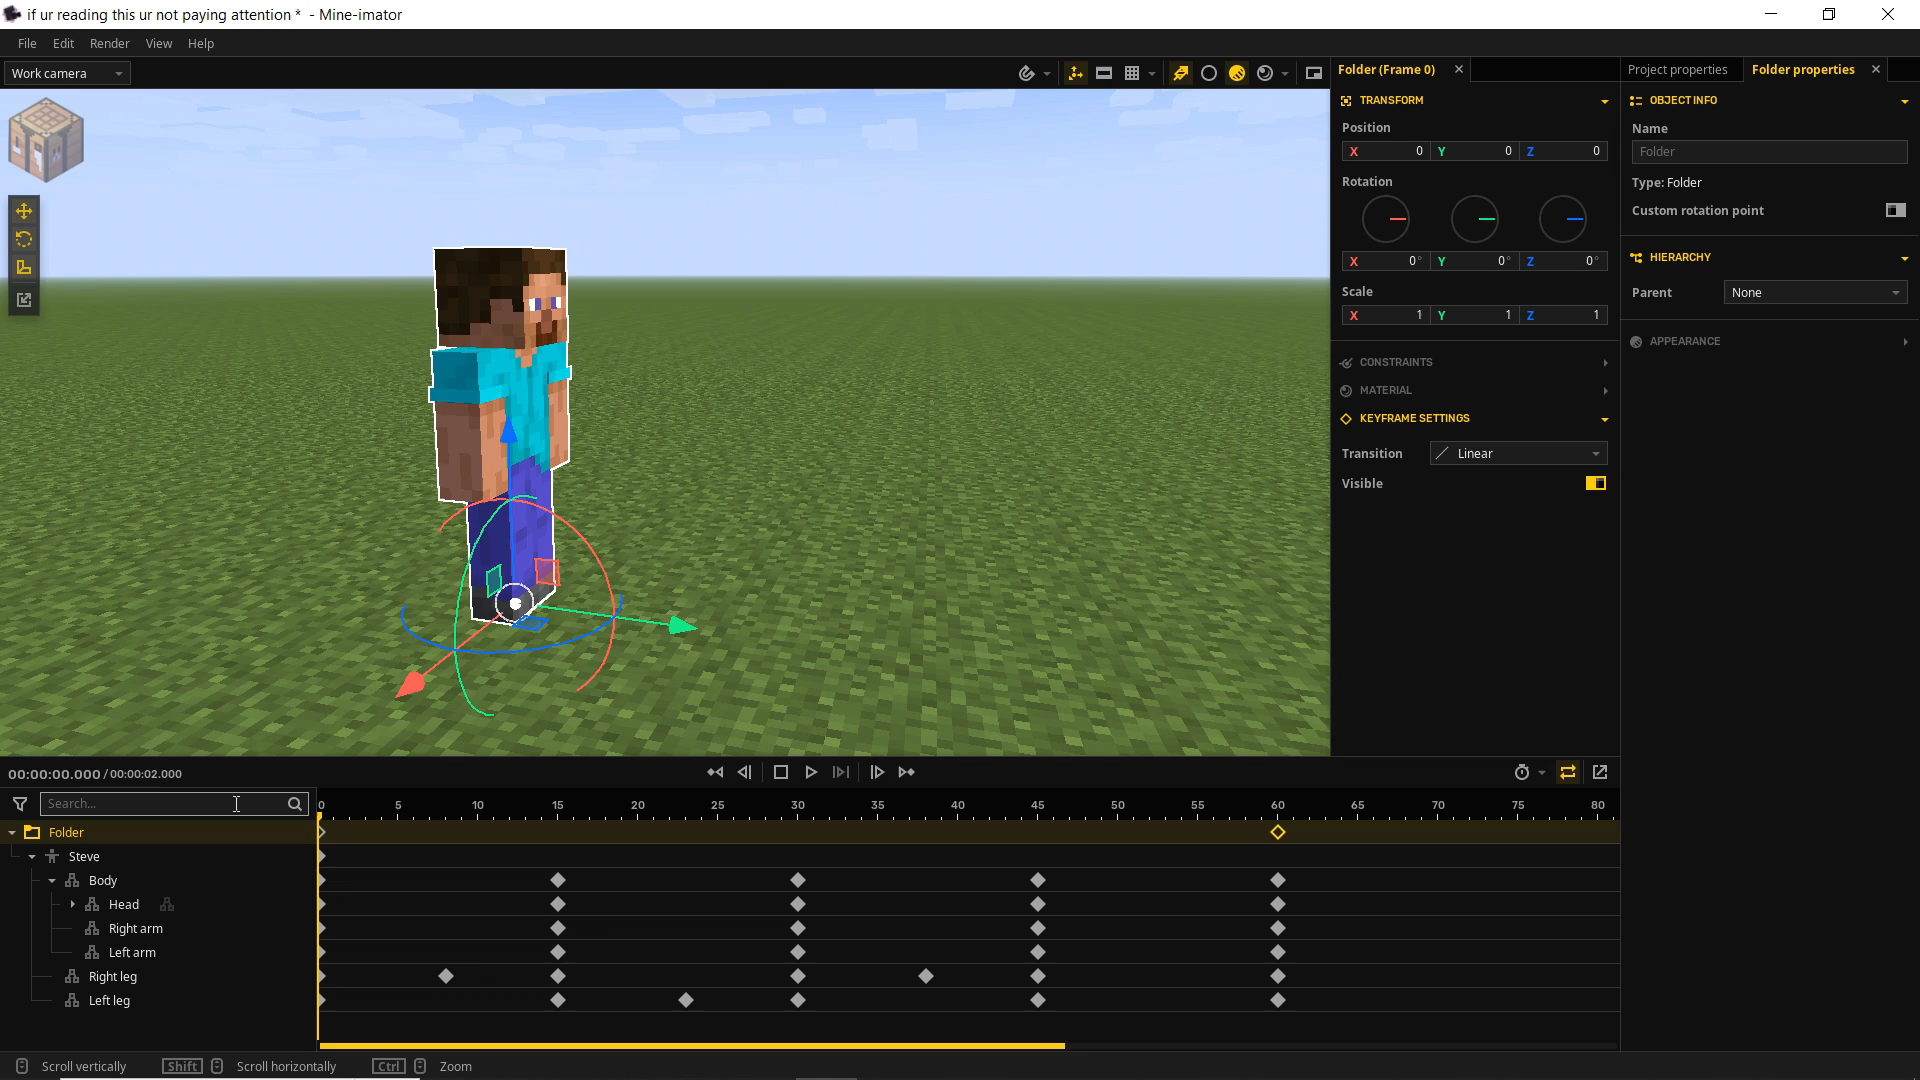 if ur reading this ur not paying attention * - Mine-imator
File Edit Render View Help
Work camera
Folder (Frame 0)
Project properties
Folder properties
TRANSFORM
Position
X 0 Y 0 Z 0
Rotation
X 0° Y 0° Z 0°
Scale
X 1 Y 1 Z 1
CONSTRAINTS
MATERIAL
KEYFRAME SETTINGS
Transition Linear
Visible
OBJECT INFO
Name
Folder
Type: Folder
Custom rotation point
HIERARCHY
Parent None
APPEARANCE
00:00:00.000 / 00:00:02.000
Search...
0 5 10 15 20 25 30 35 40 45 50 55 60 65 70 75 80
Folder
Steve
Body
Head
Right arm
Left arm
Right leg
Left leg
Scroll vertically Shift Scroll horizontally Ctrl Zoom